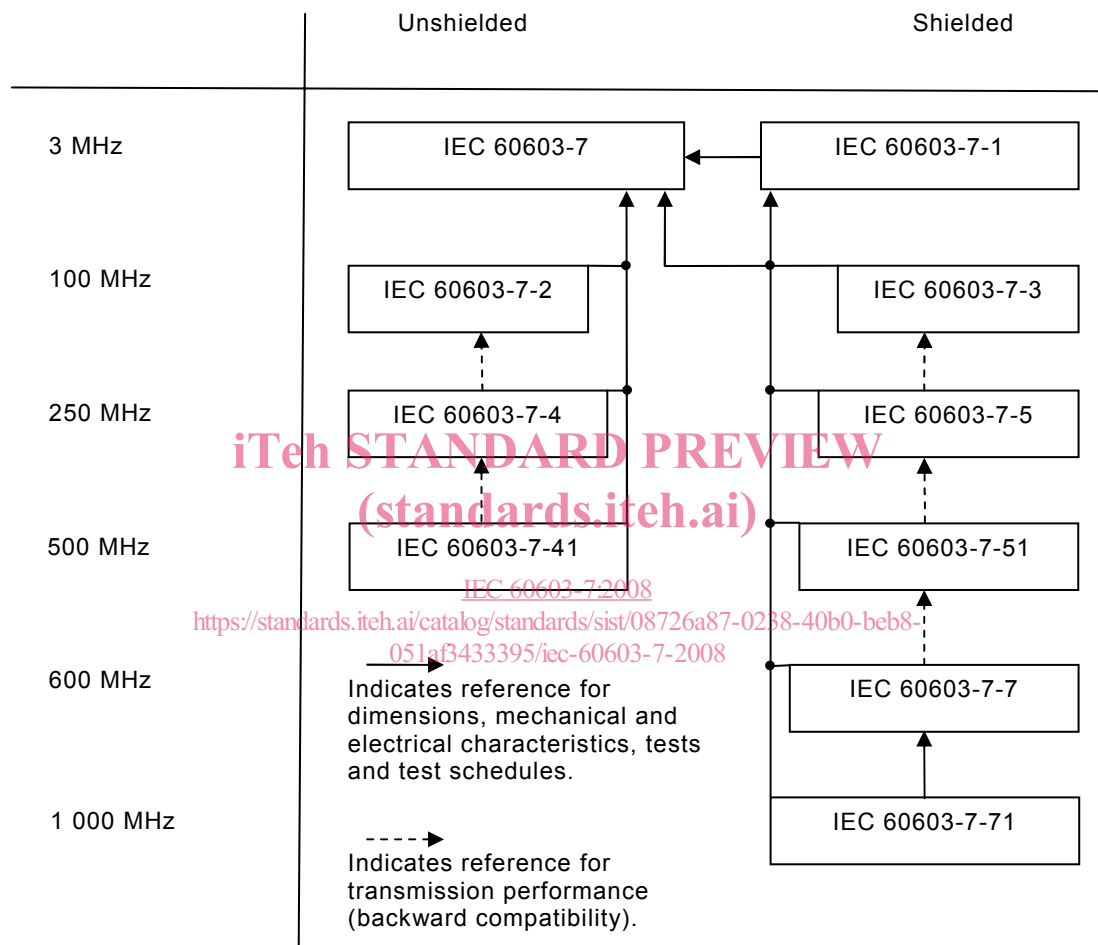 Unshielded Shielded
3 MHz IEC 60603-7 IEC 60603-7-1
100 MHz IEC 60603-7-2 IEC 60603-7-3
250 MHz IEC 60603-7-4 IEC 60603-7-5
iTeh STANDARD PREVIEW
(standards.iteh.ai)
500 MHz IEC 60603-7-41 IEC 60603-7-51
IEC 60603-7:2008
https://standards.iteh.ai/catalog/standards/sist/08726a87-0238-40b0-beb8-
051af3433395/iec-60603-7-2008
600 MHz IEC 60603-7-7
Indicates reference for
dimensions, mechanical and
electrical characteristics, tests
and test schedules.
1 000 MHz IEC 60603-7-71
Indicates reference for
transmission performance
(backward compatibility).